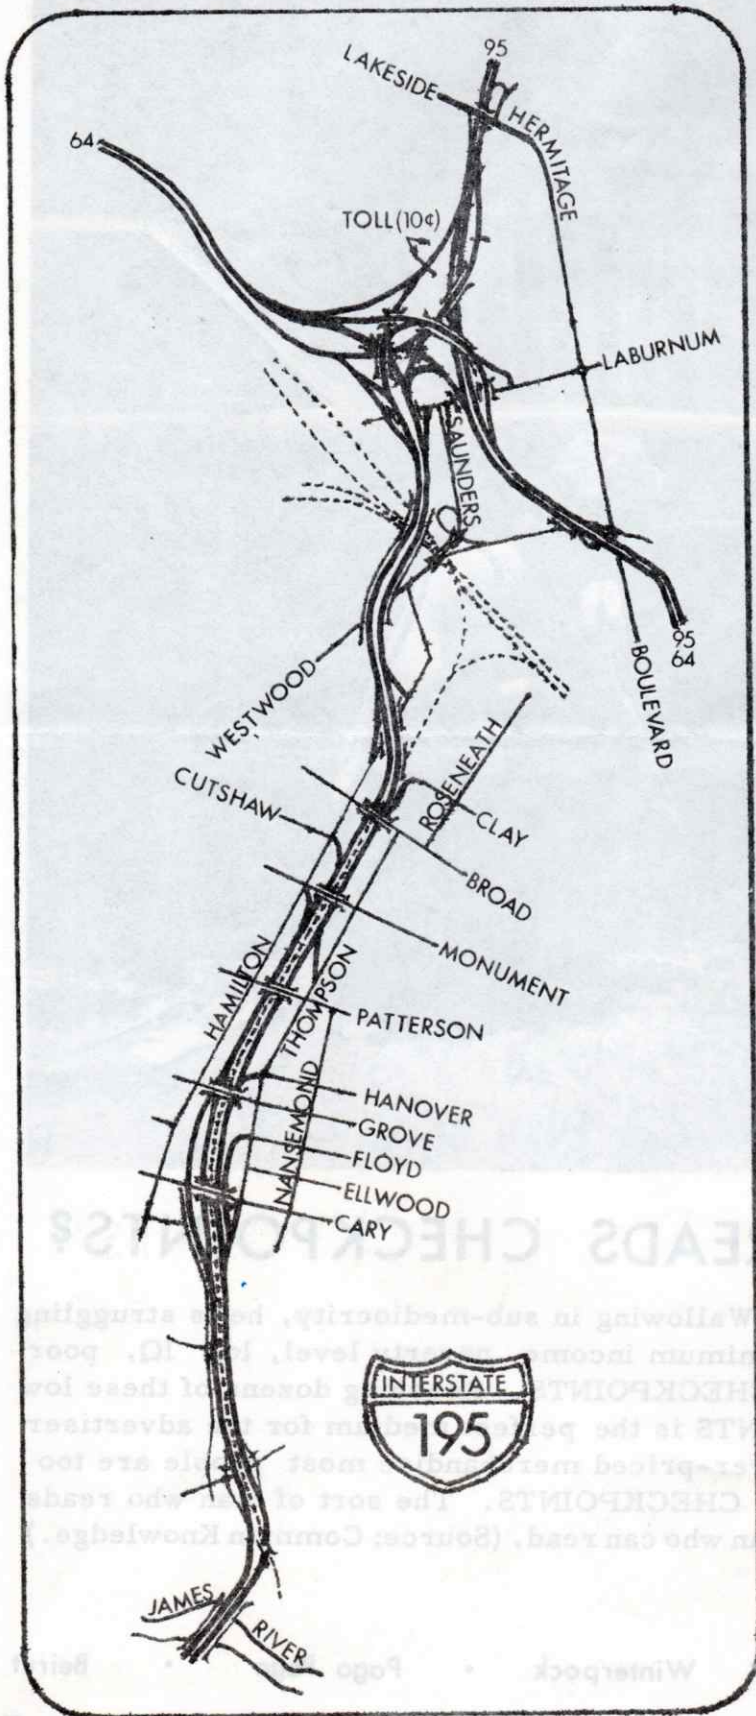 95
LAKESIDE
HERMITAGE
64
TOLL(10¢)
LABURNUM
SAUNDERS
95
64
BOULEVARD
WESTWOOD
ROSENEATH
CUTSHAW
CLAY
BROAD
MONUMENT
HAMILTON
THOMPSON
PATTERSON
NANSEMOND
HANOVER
GROVE
FLOYD
ELLWOOD
CARY
INTERSTATE
195
JAMES
RIVER